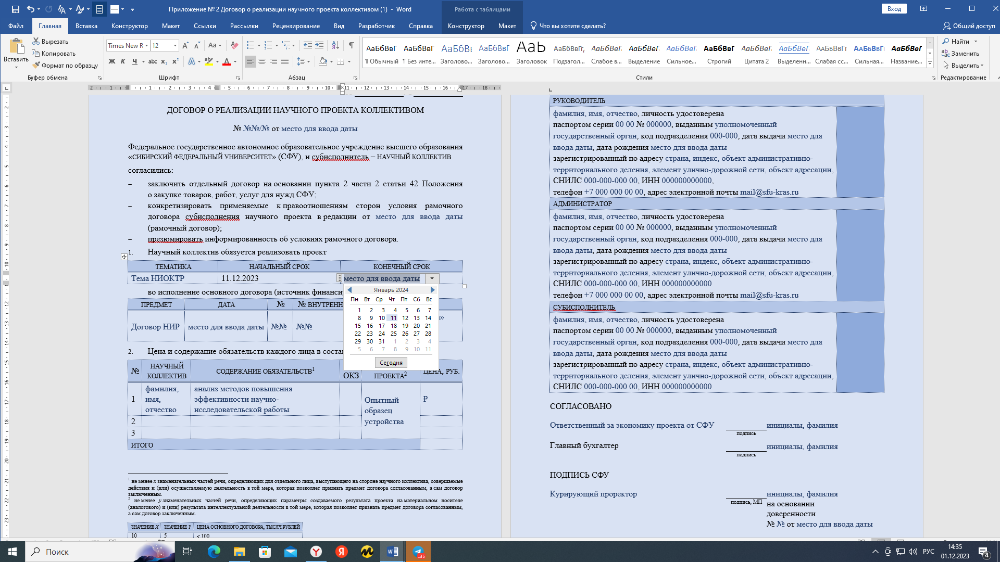 Приложение № 2 Договор о реализации научного проекта коллективом (1) - Word
Работа с таблицами
Вход
Файл Главная Вставка Конструктор Макет Ссылки Рассылки Рецензирование Вид Разработчик Справка Конструктор Макет Что вы хотите сделать? Общий доступ
Вставить
Вырезать
Копировать
Формат по образцу
Буфер обмена
Times New R 12
Ж К Ч abc x₂ x²
Шрифт
Абзац
АаБбВвГ АаБбВвГ АаБбВв АаБбВвГ АаЬ АаБбВвГг, АаБбВвГг АаБбВвГ АаБбВвГг АаБбВвГ АаБбВвГг АаБбВвГг ААББВВГГ ААББВВГ АаБбВвГ
¶ Обычный ¶ Без инте... Заголово... Заголово... Заголовок Подзагол... Слабое в... Выделение Сильное... Строгий Цитата 2 Выделенн... Слабая сс... Сильная... Название...
Стили
Найти
Заменить
Выделить
Редактирование
ДОГОВОР О РЕАЛИЗАЦИИ НАУЧНОГО ПРОЕКТА КОЛЛЕКТИВОМ
№ №№/№ от место для ввода даты
Федеральное государственное автономное образовательное учреждение высшего образования
«СИБИРСКИЙ ФЕДЕРАЛЬНЫЙ УНИВЕРСИТЕТ» (СФУ), и субисполнитель – НАУЧНЫЙ КОЛЛЕКТИВ
согласились:
– заключить отдельный договор на основании пункта 2 части 2 статьи 42 Положения
о закупке товаров, работ, услуг для нужд СФУ;
– конкретизировать применяемые к правоотношениям сторон условия рамочного
договора субисполнения научного проекта в редакции от место для ввода даты
(рамочный договор);
– презюмировать информированность об условиях рамочного договора.
1. Научный коллектив обязуется реализовать проект
ТЕМАТИКА НАЧАЛЬНЫЙ СРОК КОНЕЧНЫЙ СРОК
Тема НИОКТР 11.12.2023 место для ввода даты
Январь 2024
Пн Вт Ср Чт Пт Сб Вс
1 2 3 4 5 6 7
8 9 10 11 12 13 14
15 16 17 18 19 20 21
22 23 24 25 26 27 28
29 30 31 1 2 3 4
5 6 7 8 9 10 11
Сегодня
во исполнение основного договора (источник финанси
ПРЕДМЕТ ДАТА № № ВНУТРЕНН
Договор НИР место для ввода даты №№ №№
2. Цена и содержание обязательств каждого лица в соста
№ НАУЧНЫЙ КОЛЛЕКТИВ СОДЕРЖАНИЕ ОБЯЗАТЕЛЬСТВ¹ ОКЗ ПРОЕКТА² ЦЕНА, РУБ.
1 фамилия, имя, отчество анализ методов повышения эффективности научно-исследовательской работы Опытный образец устройства ₽
2
3
ИТОГО
¹ не менее x знаменательных частей речи, определяющих для отдельного лица, выступающего на стороне научного коллектива, совершаемые
действия и (или) осуществляемую деятельность в той мере, которая позволяет признать предмет договора согласованным, а сам договор
заключенным.
² не менее y знаменательных частей речи, определяющих параметры создаваемого результата проекта на материальном носителе
(аналогового) и (или) результата интеллектуальной деятельности в той мере, которая позволяет признать предмет договора согласованным,
а сам договор заключенным.
ЗНАЧЕНИЕ X ЗНАЧЕНИЕ Y ЦЕНА ОСНОВНОГО ДОГОВОРА, ТЫСЯЧ РУБЛЕЙ
10 5 < 100
РУКОВОДИТЕЛЬ
фамилия, имя, отчество, личность удостоверена
паспортом серии 00 00 № 000000, выданным уполномоченный
государственный орган, код подразделения 000-000, дата выдачи место для
ввода даты, дата рождения место для ввода даты
зарегистрированный по адресу страна, индекс, объект административно-
территориального деления, элемент улично-дорожной сети, объект адресации,
СНИЛС 000-000-000 00, ИНН 000000000000,
телефон +7 000 000 00 00, адрес электронной почты mail@sfu-kras.ru
АДМИНИСТРАТОР
фамилия, имя, отчество, личность удостоверена
паспортом серии 00 00 № 000000, выданным уполномоченный
государственный орган, код подразделения 000-000, дата выдачи место для
ввода даты, дата рождения место для ввода даты
зарегистрированный по адресу страна, индекс, объект административно-
территориального деления, элемент улично-дорожной сети, объект адресации,
СНИЛС 000-000-000 00, ИНН 000000000000
телефон +7 000 000 00 00, адрес электронной почты mail@sfu-kras.ru
СУБИСПОЛНИТЕЛЬ
фамилия, имя, отчество, личность удостоверена
паспортом серии 00 00 № 000000, выданным уполномоченный
государственный орган, код подразделения 000-000, дата выдачи место для
ввода даты, дата рождения место для ввода даты
зарегистрированный по адресу страна, индекс, объект административно-
территориального деления, элемент улично-дорожной сети, объект адресации,
СНИЛС 000-000-000 00, ИНН 000000000000
СОГЛАСОВАНО
Ответственный за экономику проекта от СФУ инициалы, фамилия
подпись
Главный бухгалтер инициалы, фамилия
подпись
ПОДПИСЬ СФУ
Курирующий проректор инициалы, фамилия
подпись, МП
на основании
доверенности
№ № от место для ввода даты
Поиск
РУС
14:35
01.12.2023
4